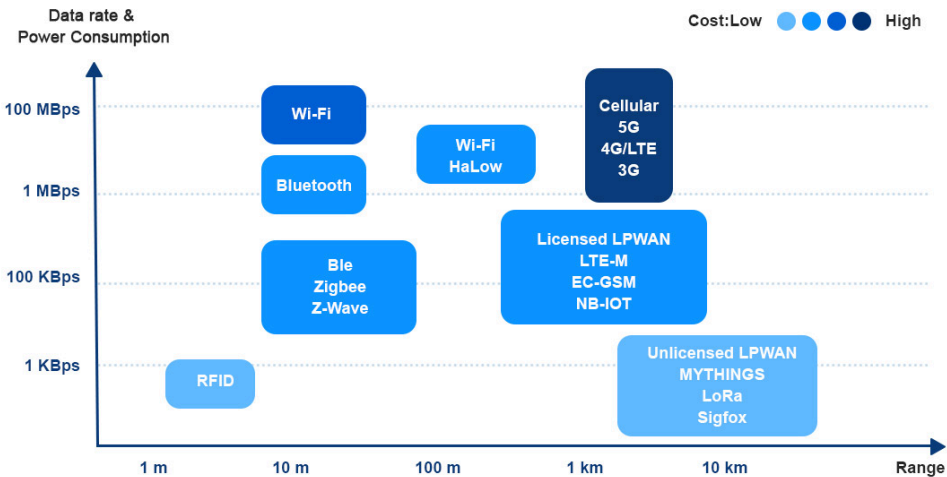 Data rate &
Power Consumption
Cost:Low
High
100 MBps
1 MBps
100 KBps
1 KBps
Wi-Fi
Bluetooth
Wi-Fi
HaLow
Cellular
5G
4G/LTE
3G
Ble
Zigbee
Z-Wave
Licensed LPWAN
LTE-M
EC-GSM
NB-IOT
RFID
Unlicensed LPWAN
MYTHINGS
LoRa
Sigfox
1 m
10 m
100 m
1 km
10 km
Range